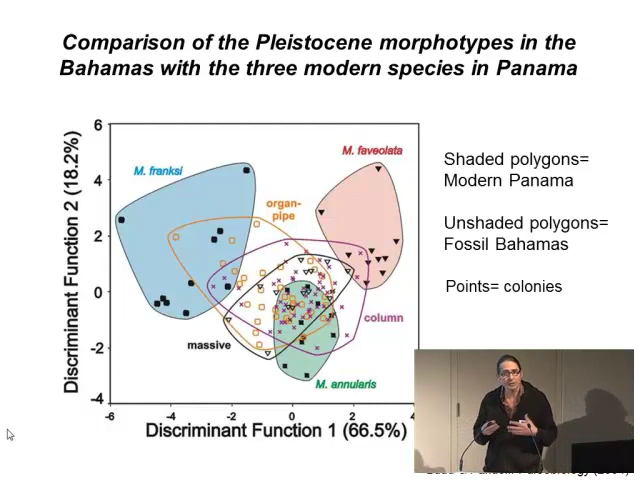 Comparison of the Pleistocene morphotypes in the
Bahamas with the three modern species in Panama
Discriminant Function 2 (18.2%)
6
4
2
0
-2
-4
M. franksi
M. faveolata
organ-
pipe
column
massive
M. annularis
-6
-4
-2
0
2
Discriminant Function 1 (66.5%)
Shaded polygons=
Modern Panama
Unshaded polygons=
Fossil Bahamas
Points= colonies